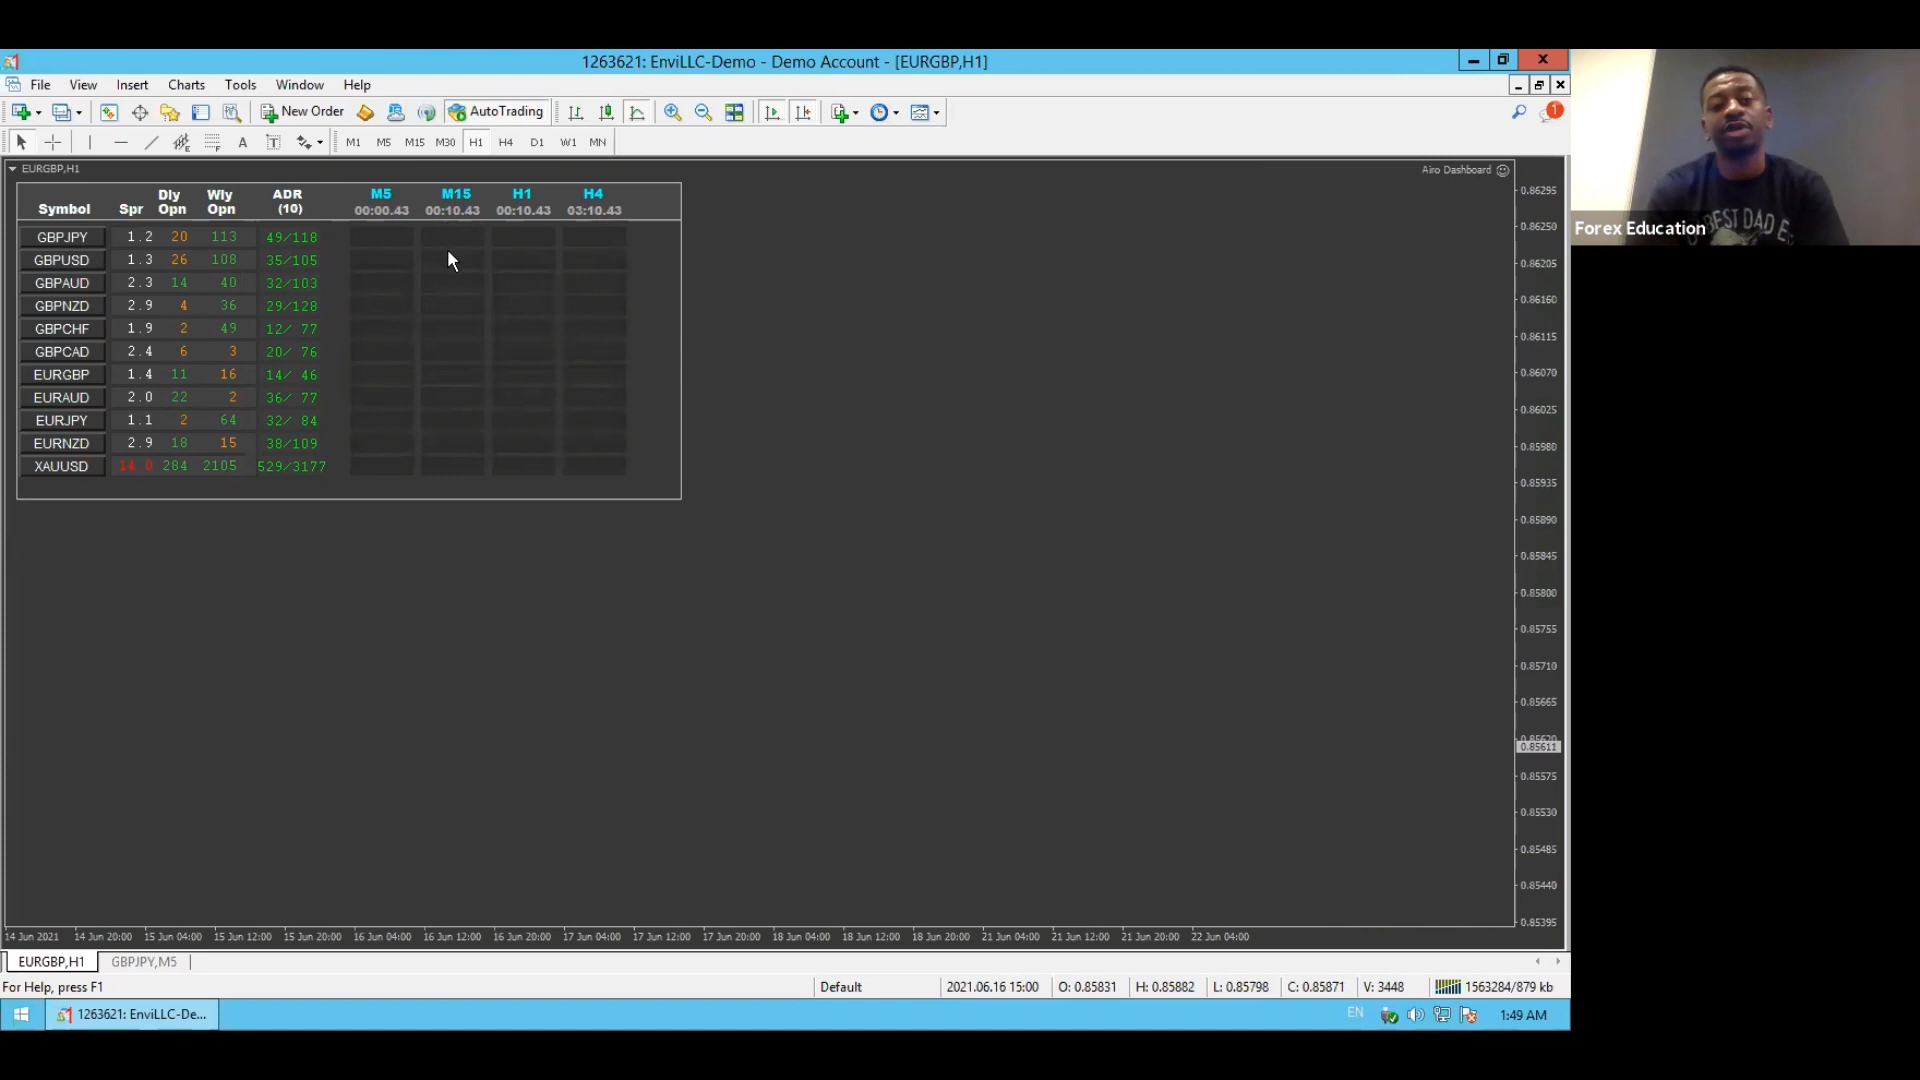 1263621: EnviLLC-Demo - Demo Account - [EURGBP,H1]
File View Insert Charts Tools Window Help
New Order AutoTrading 1
A T M1 M5 M15 M30 H1 H4 D1 W1 MN
EURGBP,H1 Airo Dashboard
Symbol Spr Dly Opn Wly Opn ADR (10) M5 00:00.43 M15 00:10.43 H1 00:10.43 H4 03:10.43
GBPJPY 1.2 20 113 49/118
GBPUSD 1.3 26 108 35/105
GBPAUD 2.3 14 40 32/103
GBPNZD 2.9 4 36 29/128
GBPCHF 1.9 2 49 12/ 77
GBPCAD 2.4 6 3 20/ 76
EURGBP 1.4 11 16 14/ 46
EURAUD 2.0 22 2 36/ 77
EURJPY 1.1 2 64 32/ 84
EURNZD 2.9 18 15 38/109
XAUUSD 14.0 284 2105 529/3177
0.86295
0.86250
0.86205
0.86160
0.86115
0.86070
0.86025
0.85980
0.85935
0.85890
0.85845
0.85800
0.85755
0.85710
0.85665
0.85620
0.85611
0.85575
0.85530
0.85485
0.85440
0.85395
14 Jun 2021 14 Jun 20:00 15 Jun 04:00 15 Jun 12:00 15 Jun 20:00 16 Jun 04:00 16 Jun 12:00 16 Jun 20:00 17 Jun 04:00 17 Jun 12:00 17 Jun 20:00 18 Jun 04:00 18 Jun 12:00 18 Jun 20:00 21 Jun 04:00 21 Jun 12:00 21 Jun 20:00 22 Jun 04:00
EURGBP,H1 GBPJPY,M5
For Help, press F1 Default 2021.06.16 15:00 O: 0.85831 H: 0.85882 L: 0.85798 C: 0.85871 V: 3448 1563284/879 kb
1263621: EnviLLC-De... EN 1:49 AM
BEST DAD E
Forex Education